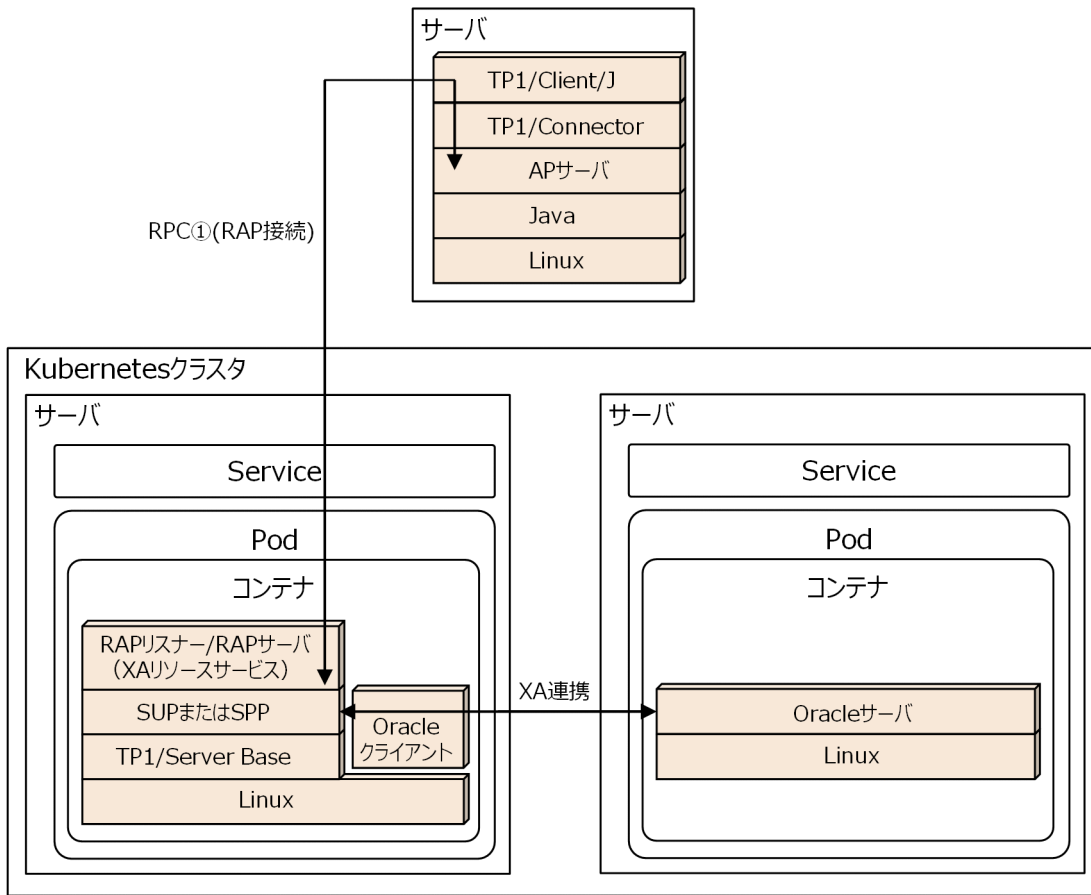 サーバ
TP1/Client/J
TP1/Connector
APサーバ
Java
Linux
RPC①(RAP接続)
Kubernetesクラスタ
サーバ
Service
Pod
コンテナ
RAPリスナー/RAPサーバ
（XAリソースサービス）
SUPまたはSPP
TP1/Server Base
Linux
Oracle
クライアント
XA連携
サーバ
Service
Pod
コンテナ
Oracleサーバ
Linux